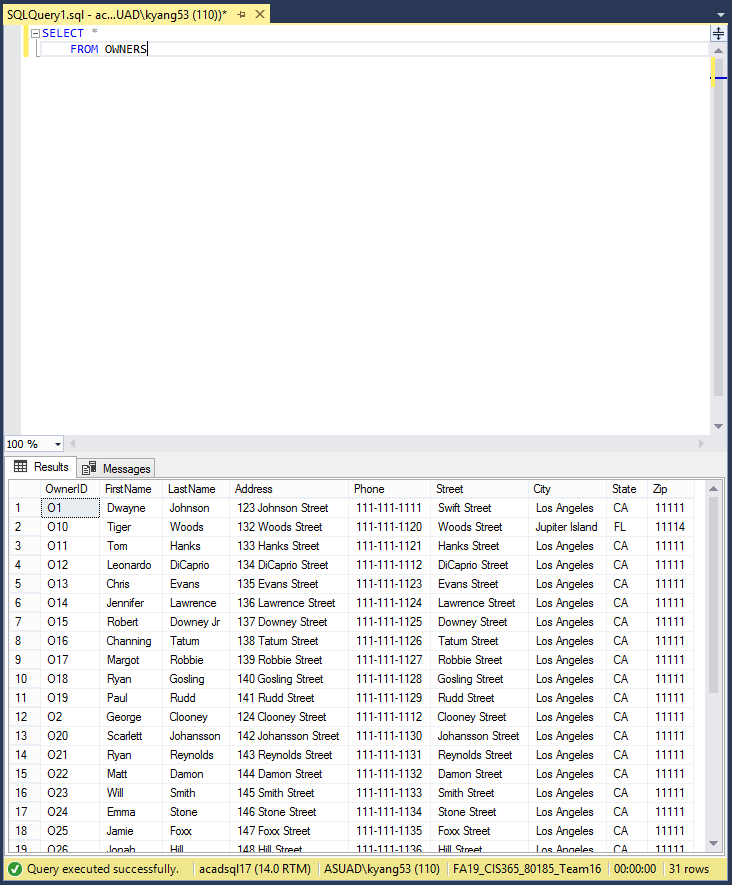 SQLQuery1.sql - ac...UAD\kyang53 (110))*
SELECT *
FROM OWNERS
100 %
Results Messages
OwnerID FirstName LastName Address Phone Street City State Zip
1 O1 Dwayne Johnson 123 Johnson Street 111-111-1111 Swift Street Los Angeles CA 11111
2 O10 Tiger Woods 132 Woods Street 111-111-1120 Woods Street Jupiter Island FL 11114
3 O11 Tom Hanks 133 Hanks Street 111-111-1121 Hanks Street Los Angeles CA 11111
4 O12 Leonardo DiCaprio 134 DiCaprio Street 111-111-1112 DiCaprio Street Los Angeles CA 11111
5 O13 Chris Evans 135 Evans Street 111-111-1123 Evans Street Los Angeles CA 11111
6 O14 Jennifer Lawrence 136 Lawrence Street 111-111-1124 Lawrence Street Los Angeles CA 11111
7 O15 Robert Downey Jr 137 Downey Street 111-111-1125 Downey Street Los Angeles CA 11111
8 O16 Channing Tatum 138 Tatum Street 111-111-1126 Tatum Street Los Angeles CA 11111
9 O17 Margot Robbie 139 Robbie Street 111-111-1127 Robbie Street Los Angeles CA 11111
10 O18 Ryan Gosling 140 Gosling Street 111-111-1128 Gosling Street Los Angeles CA 11111
11 O19 Paul Rudd 141 Rudd Street 111-111-1129 Rudd Street Los Angeles CA 11111
12 O2 George Clooney 124 Clooney Street 111-111-1112 Clooney Street Los Angeles CA 11111
13 O20 Scarlett Johansson 142 Johansson Street 111-111-1130 Johansson Street Los Angeles CA 11111
14 O21 Ryan Reynolds 143 Reynolds Street 111-111-1131 Reynolds Street Los Angeles CA 11111
15 O22 Matt Damon 144 Damon Street 111-111-1132 Damon Street Los Angeles CA 11111
16 O23 Will Smith 145 Smith Street 111-111-1133 Smith Street Los Angeles CA 11111
17 O24 Emma Stone 146 Stone Street 111-111-1134 Stone Street Los Angeles CA 11111
18 O25 Jamie Foxx 147 Foxx Street 111-111-1135 Foxx Street Los Angeles CA 11111
19 O26 Jonah Hill 148 Hill Street 111-111-1136 Hill Street Los Angeles CA 11111
Query executed successfully. acadsql17 (14.0 RTM) ASUAD\kyang53 (110) FA19_CIS365_80185_Team16 00:00:00 31 rows